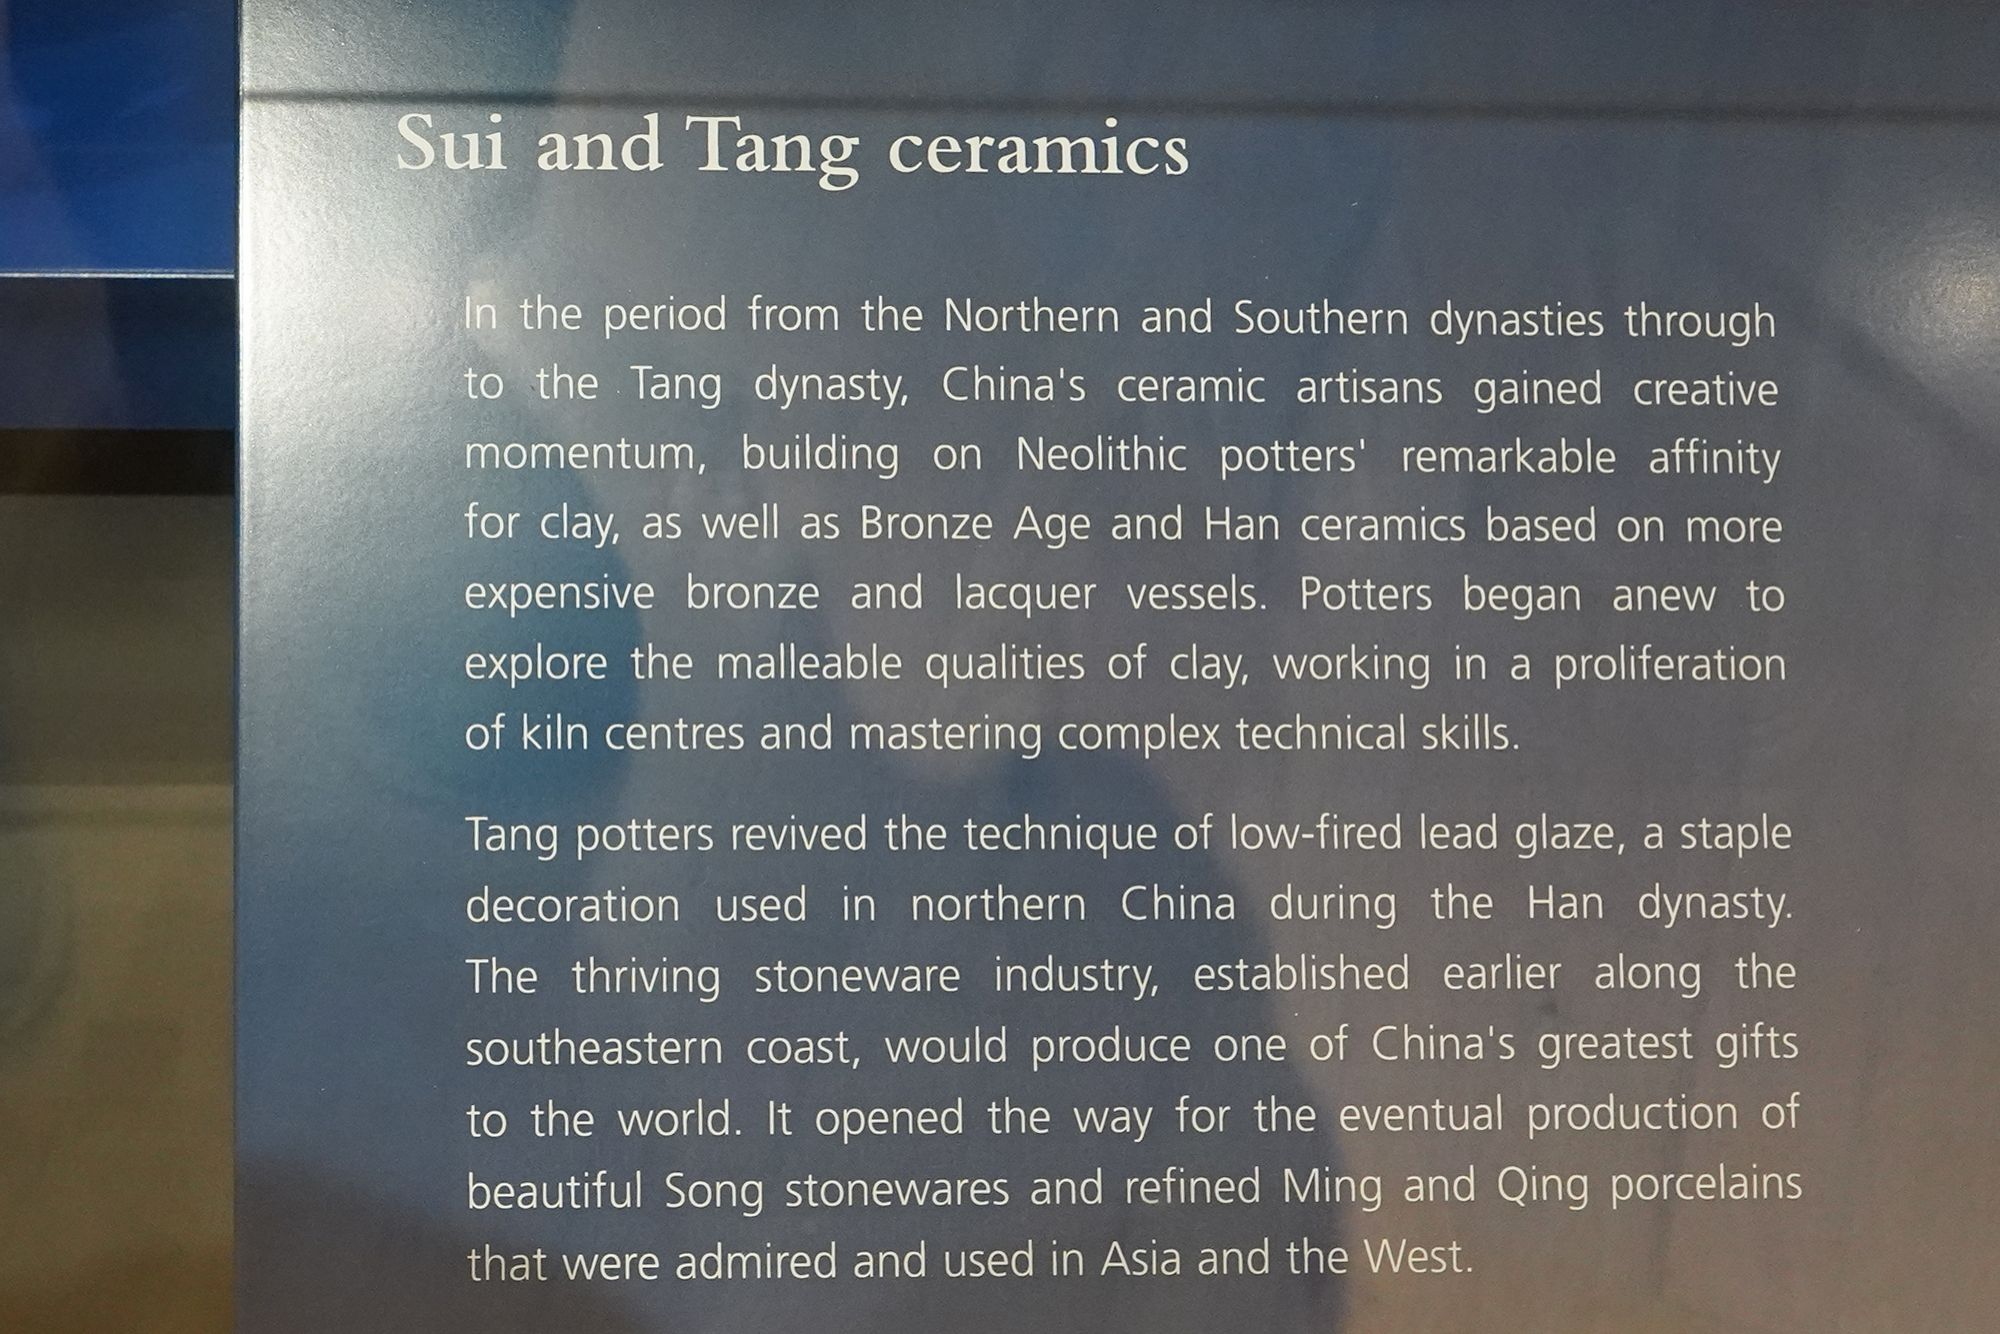 Sui and Tang ceramics
In the period from the Northern and Southern dynasties through
to the Tang dynasty, China's ceramic artisans gained creative
momentum, building on Neolithic potters' remarkable affinity
for clay, as well as Bronze Age and Han ceramics based on more
expensive bronze and lacquer vessels. Potters began anew to
explore the malleable qualities of clay, working in a proliferation
of kiln centres and mastering complex technical skills.
Tang potters revived the technique of low-fired lead glaze, a staple
decoration used in northern China during the Han dynasty.
The thriving stoneware industry, established earlier along the
southeastern coast, would produce one of China's greatest gifts
to the world. It opened the way for the eventual production of
beautiful Song stonewares and refined Ming and Qing porcelains
that were admired and used in Asia and the West.